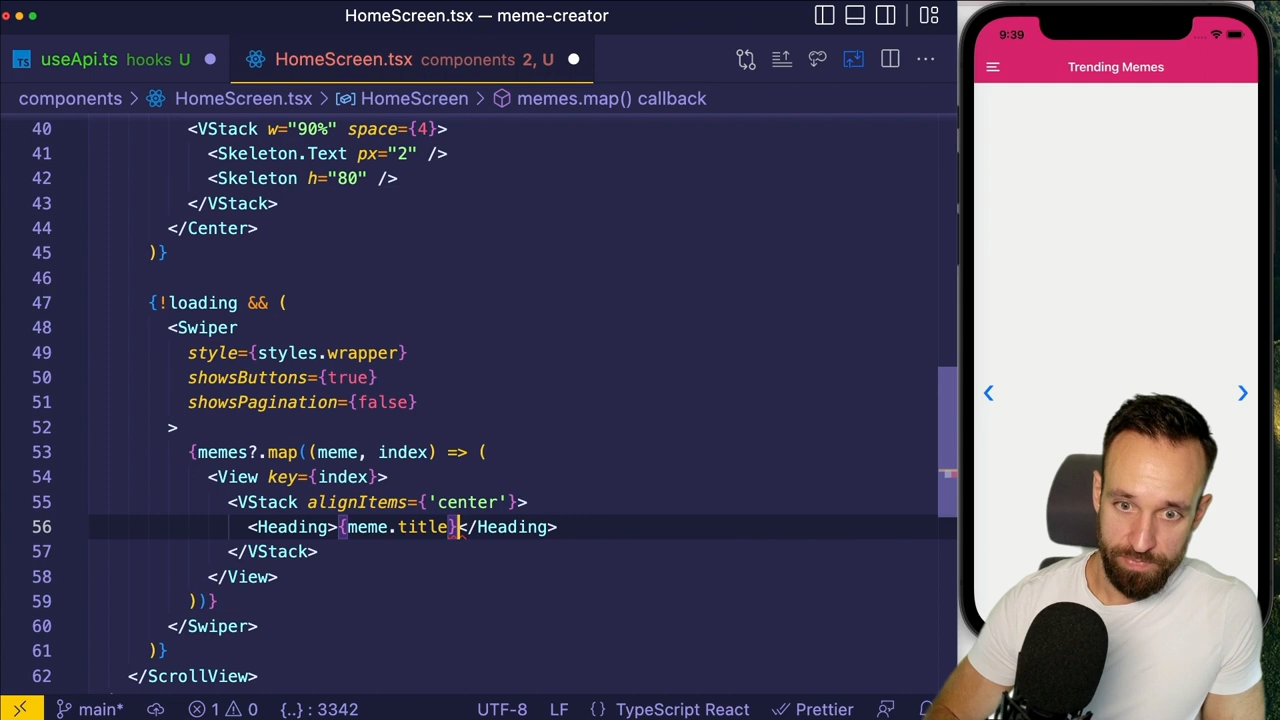 HomeScreen.tsx — meme-creator
useApi.ts hooks U
HomeScreen.tsx components 2, U
components > HomeScreen.tsx > HomeScreen > memes.map() callback
40 <VStack w="90%" space={4}>
41 <Skeleton.Text px="2" />
42 <Skeleton h="80" />
43 </VStack>
44 </Center>
45 )}
46
47 {!loading && (
48 <Swiper
49 style={styles.wrapper}
50 showsButtons={true}
51 showsPagination={false}
52 >
53 {memes?.map((meme, index) => (
54 <View key={index}>
55 <VStack alignItems={'center'}>
56 <Heading>{meme.title}</Heading>
57 </VStack>
58 </View>
59 ))}
60 </Swiper>
61 )}
62 </ScrollView>
main* 1 0 {..} : 3342 UTF-8 LF {} TypeScript React Prettier
9:39
Trending Memes